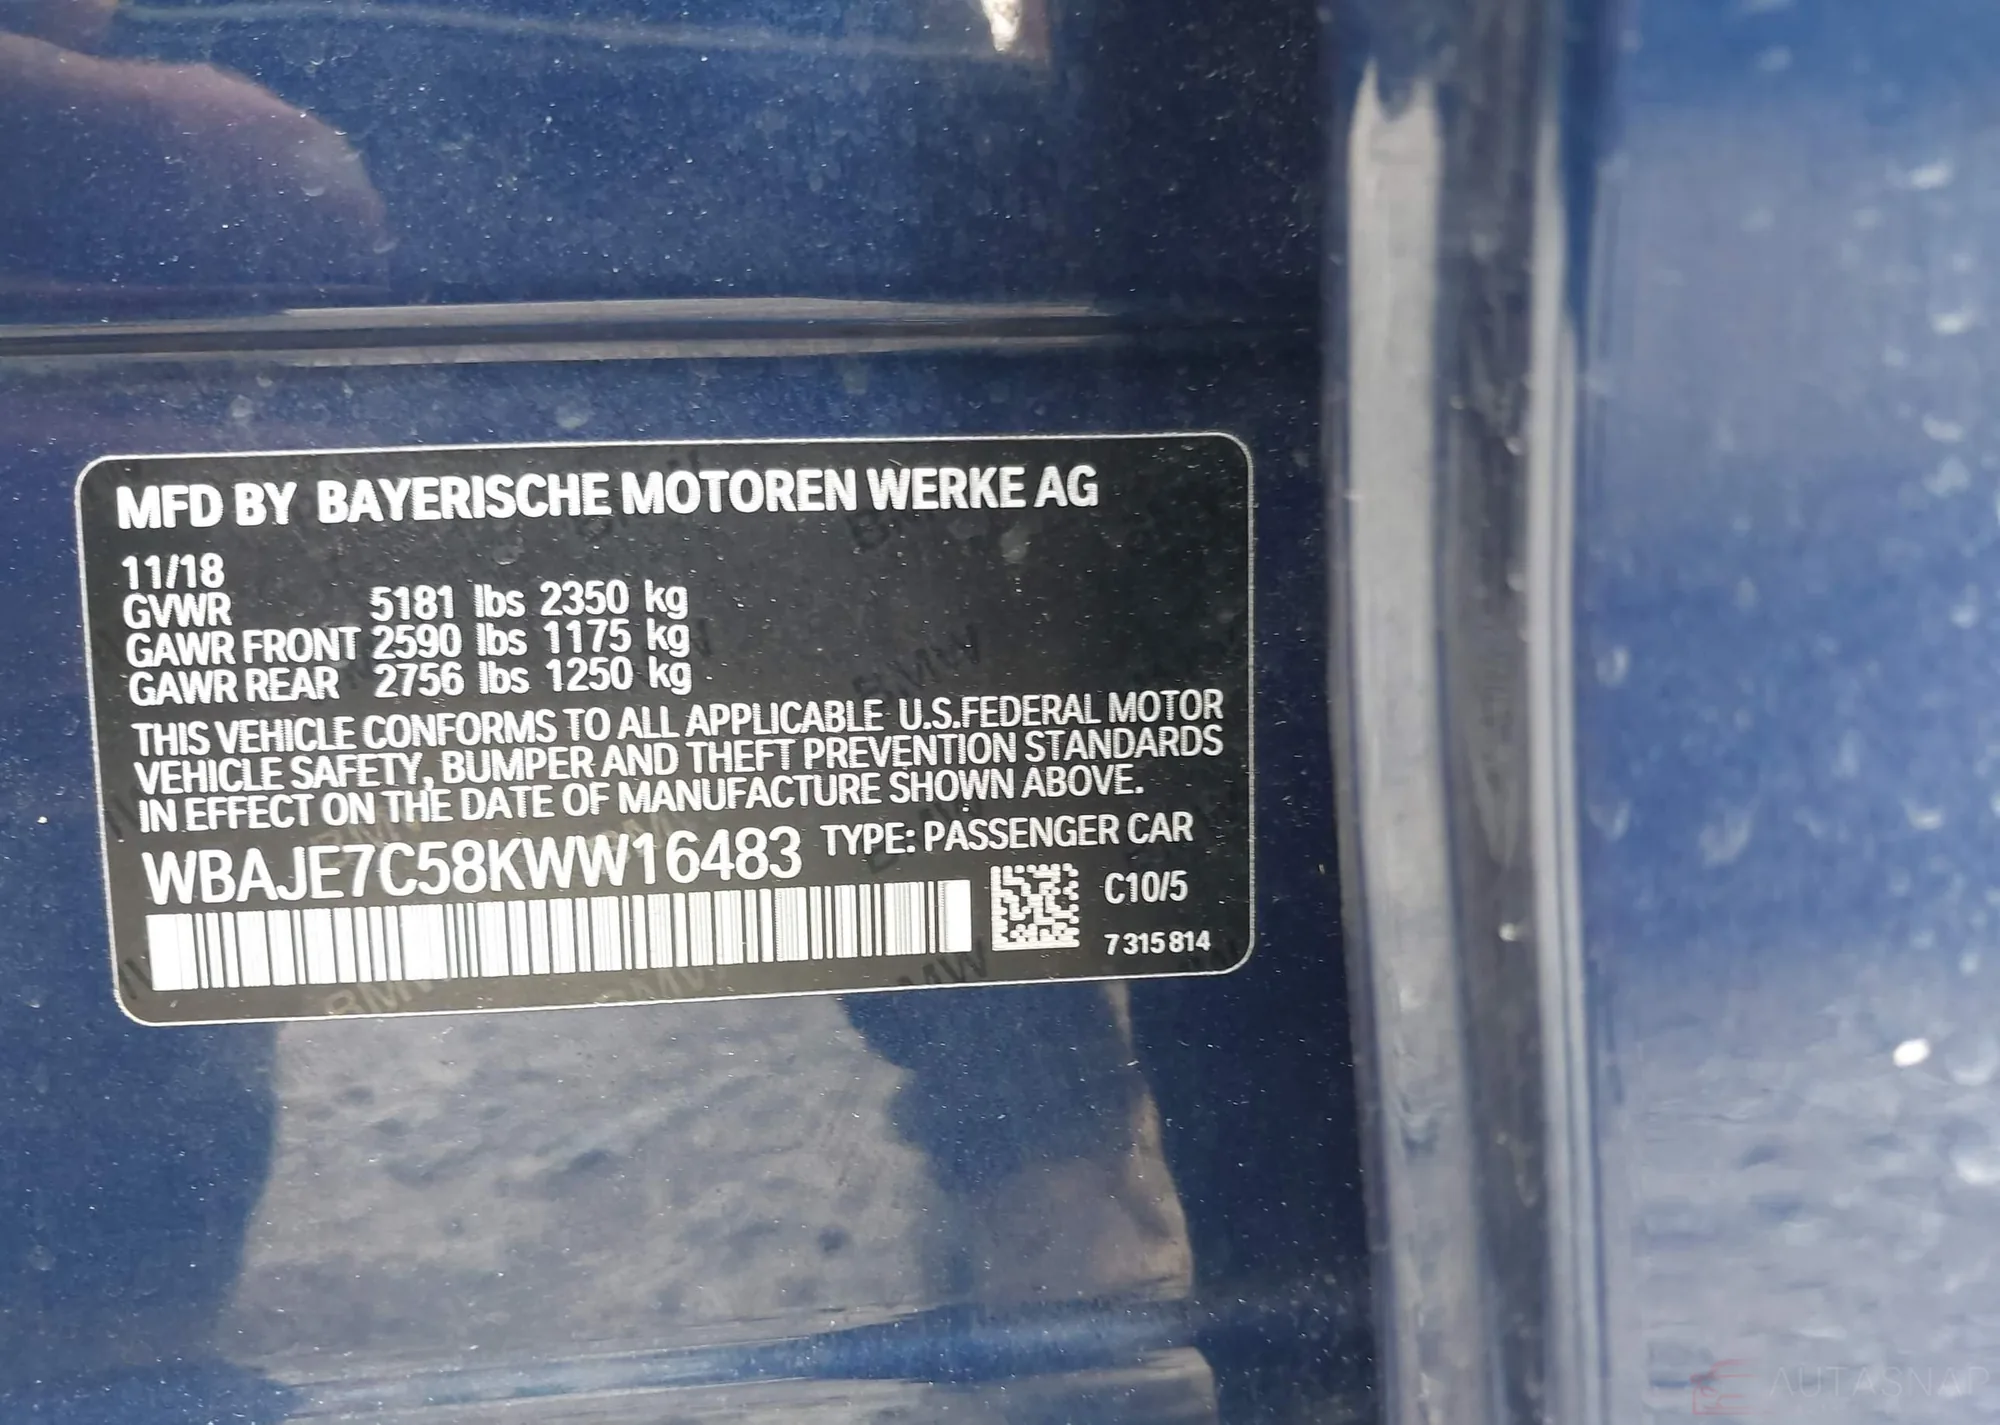 MFD BY BAYERISCHE MOTOREN WERKE AG
11/18
GVWR 5181 lbs 2350 kg
GAWR FRONT 2590 lbs 1175 kg
GAWR REAR 2756 lbs 1250 kg
THIS VEHICLE CONFORMS TO ALL APPLICABLE U.S.FEDERAL MOTOR
VEHICLE SAFETY, BUMPER AND THEFT PREVENTION STANDARDS
IN EFFECT ON THE DATE OF MANUFACTURE SHOWN ABOVE.
WBAJE7C58KWW16483 TYPE: PASSENGER CAR
C10/5
7 315 814
AUTASNAP